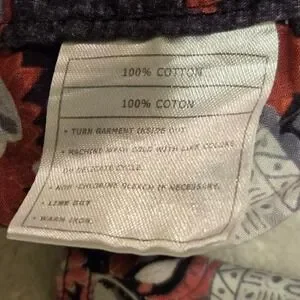 100% COTTON
100% COTON
• TURN GARMENT INSIDE OUT
• MACHINE WASH COLD WITH LIKE COLORS
ON DELICATE CYCLE.
• NON-CHLORINE BLEACH IF NECESSARY.
• LINE DRY
• WARM IRON.